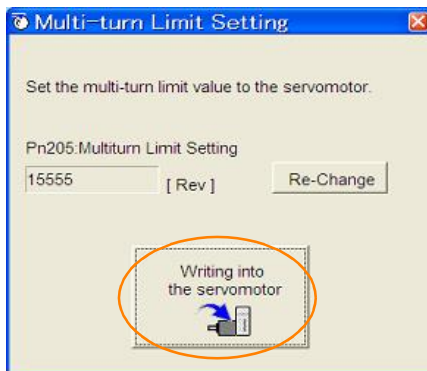 Multi-turn Limit Setting
Set the multi-turn limit value to the servomotor.
Pn205:Multiturn Limit Setting
15555 [ Rev ] Re-Change
Writing into
the servomotor